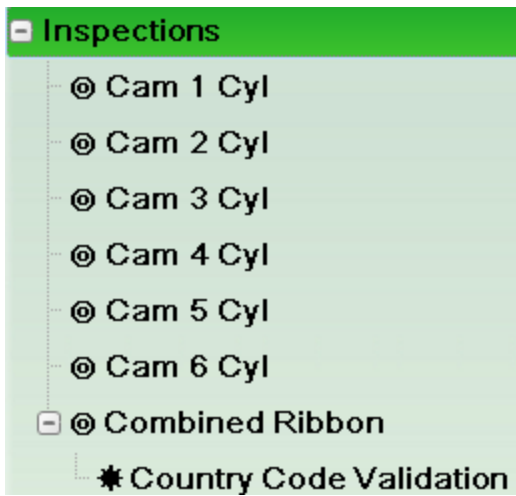 Inspections
Cam 1 Cyl
Cam 2 Cyl
Cam 3 Cyl
Cam 4 Cyl
Cam 5 Cyl
Cam 6 Cyl
Combined Ribbon
Country Code Validation